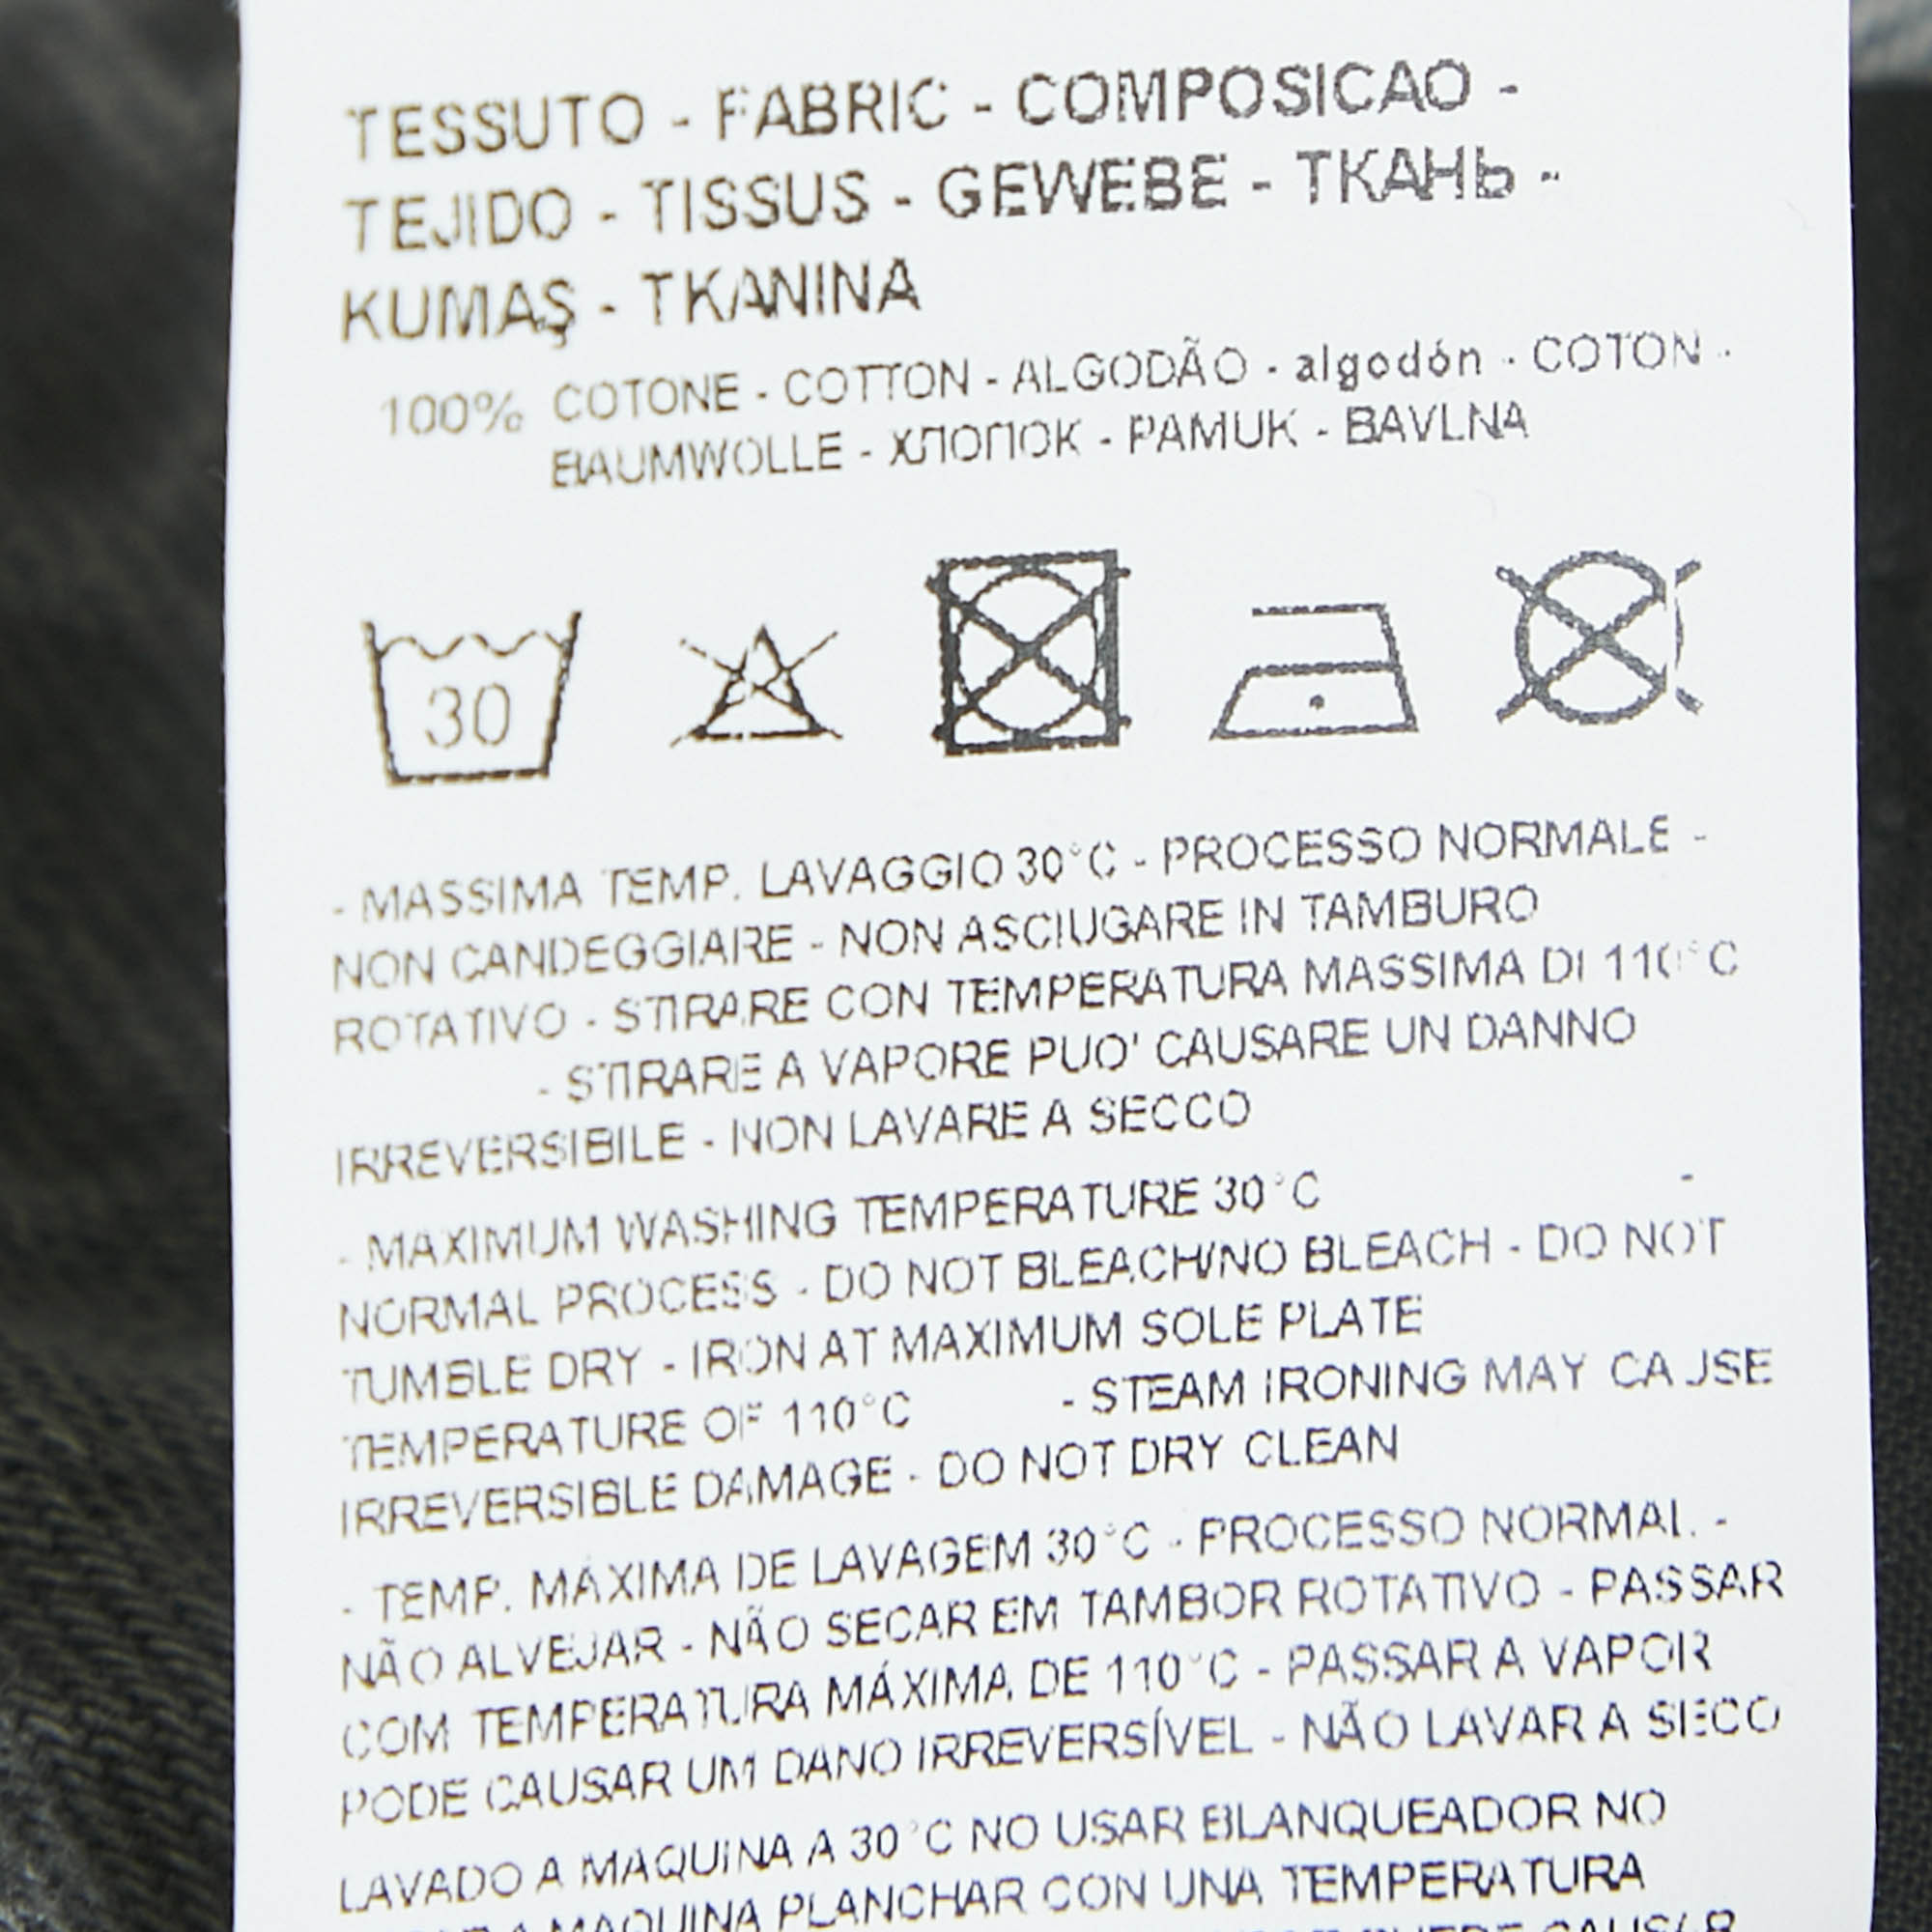 TESSUTO - FABRIC - COMPOSICAO -
TEJIDO - TISSUS - GEWEBE - ТКАНЬ -
KUMAŞ - TKANINA
100% COTONE - COTTON - ALGODÃO - algodón - COTON -
BAUMWOLLE - ХЛОПОК - PAMUK - BAVLNA
30
- MASSIMA TEMP. LAVAGGIO 30°C - PROCESSO NORMALE -
NON CANDEGGIARE - NON ASCIUGARE IN TAMBURO
ROTATIVO - STIRARE CON TEMPERATURA MASSIMA DI 110°C
- STIRARE A VAPORE PUO' CAUSARE UN DANNO
IRREVERSIBILE - NON LAVARE A SECCO
- MAXIMUM WASHING TEMPERATURE 30°C -
NORMAL PROCESS - DO NOT BLEACH/NO BLEACH - DO NOT
TUMBLE DRY - IRON AT MAXIMUM SOLE PLATE
TEMPERATURE OF 110°C - STEAM IRONING MAY CAUSE
IRREVERSIBLE DAMAGE - DO NOT DRY CLEAN
- TEMP. MÁXIMA DE LAVAGEM 30°C - PROCESSO NORMAL -
NÃO ALVEJAR - NÃO SECAR EM TAMBOR ROTATIVO - PASSAR
COM TEMPERATURA MÁXIMA DE 110°C - PASSAR A VAPOR
PODE CAUSAR UM DANO IRREVERSÍVEL - NÃO LAVAR A SECO
LAVADO A MAQUINA A 30°C NO USAR BLANQUEADOR NO
MAQUINA PLANCHAR CON UNA TEMPERATURA